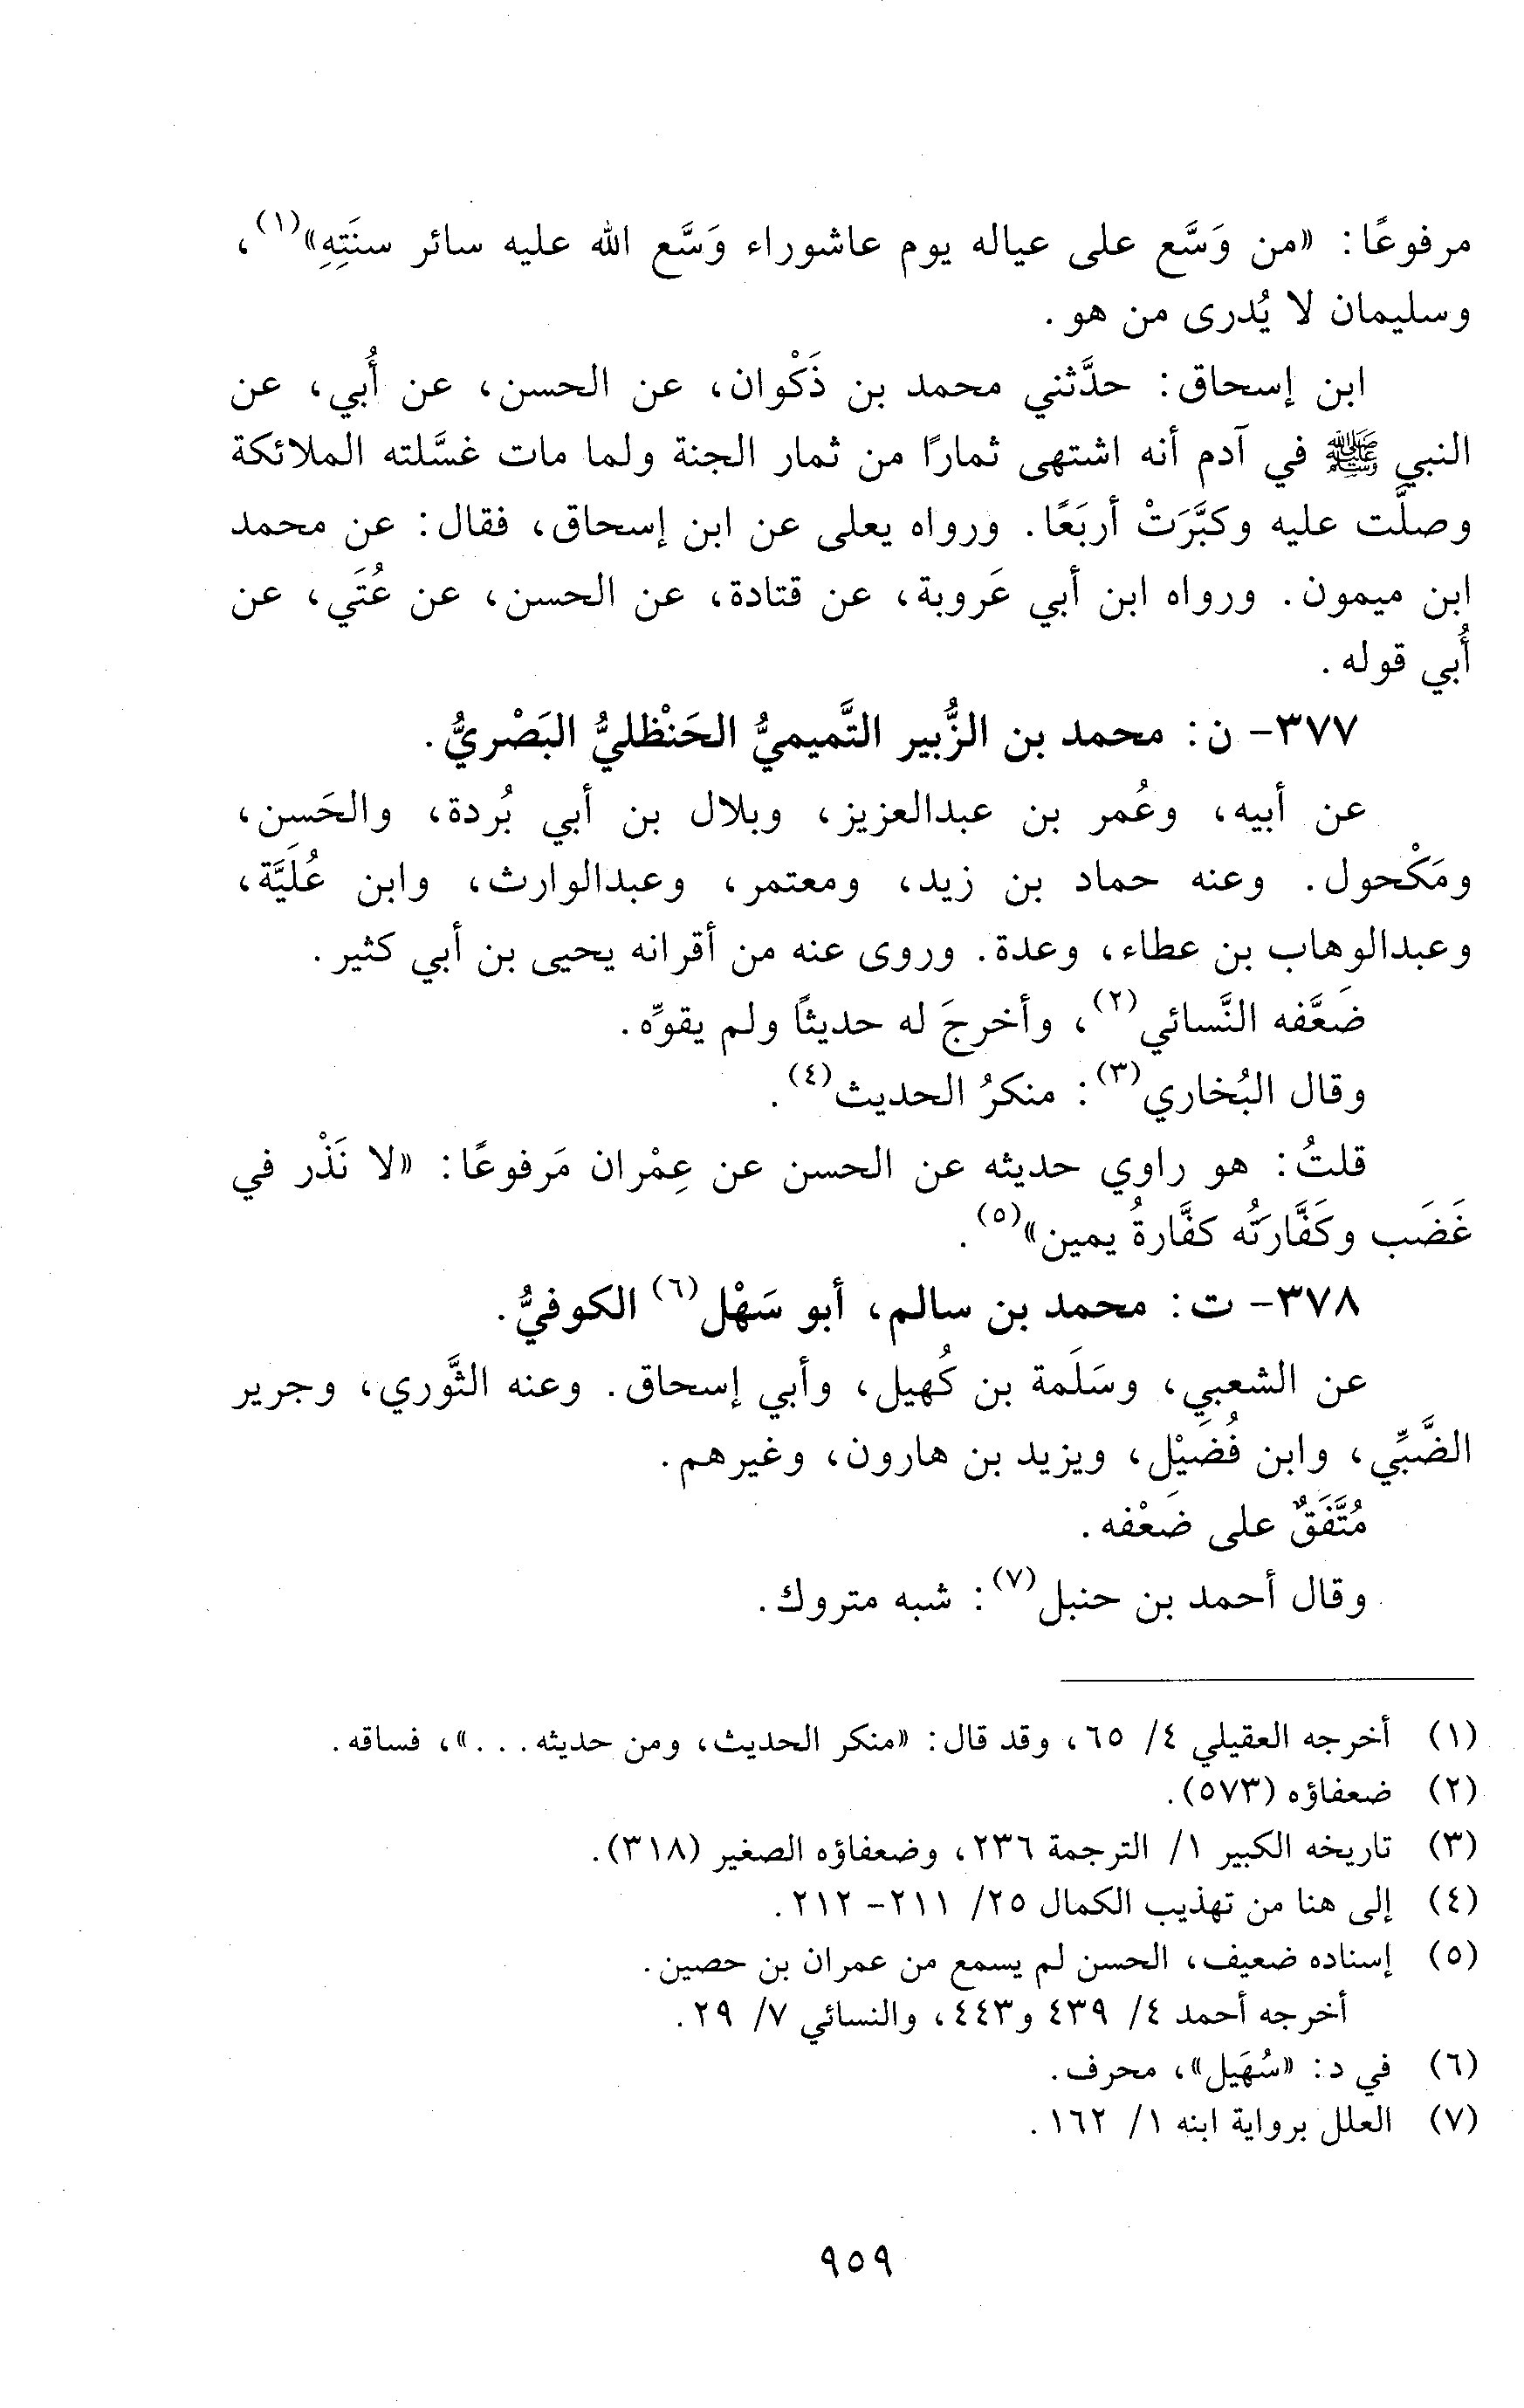 مرفوعًا: «من وَسَّع على عياله يوم عاشوراء وَسَّع الله عليه سائر سنَتِهِ»(١)،
وسليمان لا يُدرى من هو.
ابن إسحاق: حدَّثني محمد بن ذَكْوان، عن الحسن، عن أُبي، عن
النبي ﷺ في آدم أنه اشتهى ثمارًا من ثمار الجنة ولما مات غسَّلته الملائكة
وصلَّت عليه وكبَّرَتْ أربَعًا. ورواه يعلى عن ابن إسحاق، فقال: عن محمد
ابن ميمون. ورواه ابن أبي عَروبة، عن قتادة، عن الحسن، عن عُتَي، عن
أُبي قوله.
٣٧٧- ن: محمد بن الزُّبير التَّميميُّ الحَنْظليُّ البَصْريُّ.
عن أبيه، وعُمر بن عبدالعزيز، وبلال بن أبي بُردة، والحَسن،
ومَكْحول. وعنه حماد بن زيد، ومعتمر، وعبدالوارث، وابن عُلَيَّة،
وعبدالوهاب بن عطاء، وعدة. وروى عنه من أقرانه يحيى بن أبي كثير.
ضَعَّفه النَّسائي(٢)، وأخرجَ له حديثًا ولم يقوِّه.
وقال البُخاري(٣): منكرُ الحديث(٤).
قلتُ: هو راوي حديثه عن الحسن عن عِمْران مَرفوعًا: «لا نَذْر في
غَضَب وكَفَّارَتُه كفَّارةُ يمين»(٥).
٣٧٨- ت: محمد بن سالم، أبو سَهْل(٦) الكوفيُّ.
عن الشعبي، وسَلَمة بن كُهيل، وأبي إسحاق. وعنه الثَّوري، وجرير
الضَّبِّي، وابن فُضَيْل، ويزيد بن هارون، وغيرهم.
مُتَّفَقٌ على ضَعْفه.
وقال أحمد بن حنبل(٧): شبه متروك.
(١) أخرجه العقيلي ٤/ ٦٥، وقد قال: «منكر الحديث، ومن حديثه...»، فساقه.
(٢) ضعفاؤه (٥٧٣).
(٣) تاريخه الكبير ١/ الترجمة ٢٣٦، وضعفاؤه الصغير (٣١٨).
(٤) إلى هنا من تهذيب الكمال ٢٥/ ٢١١- ٢١٢.
(٥) إسناده ضعيف، الحسن لم يسمع من عمران بن حصين.
أخرجه أحمد ٤/ ٤٣٩ و٤٤٣، والنسائي ٧/ ٢٩.
(٦) في د: «سُهَيل»، محرف.
(٧) العلل برواية ابنه ١/ ١٦٢.
٩٥٩